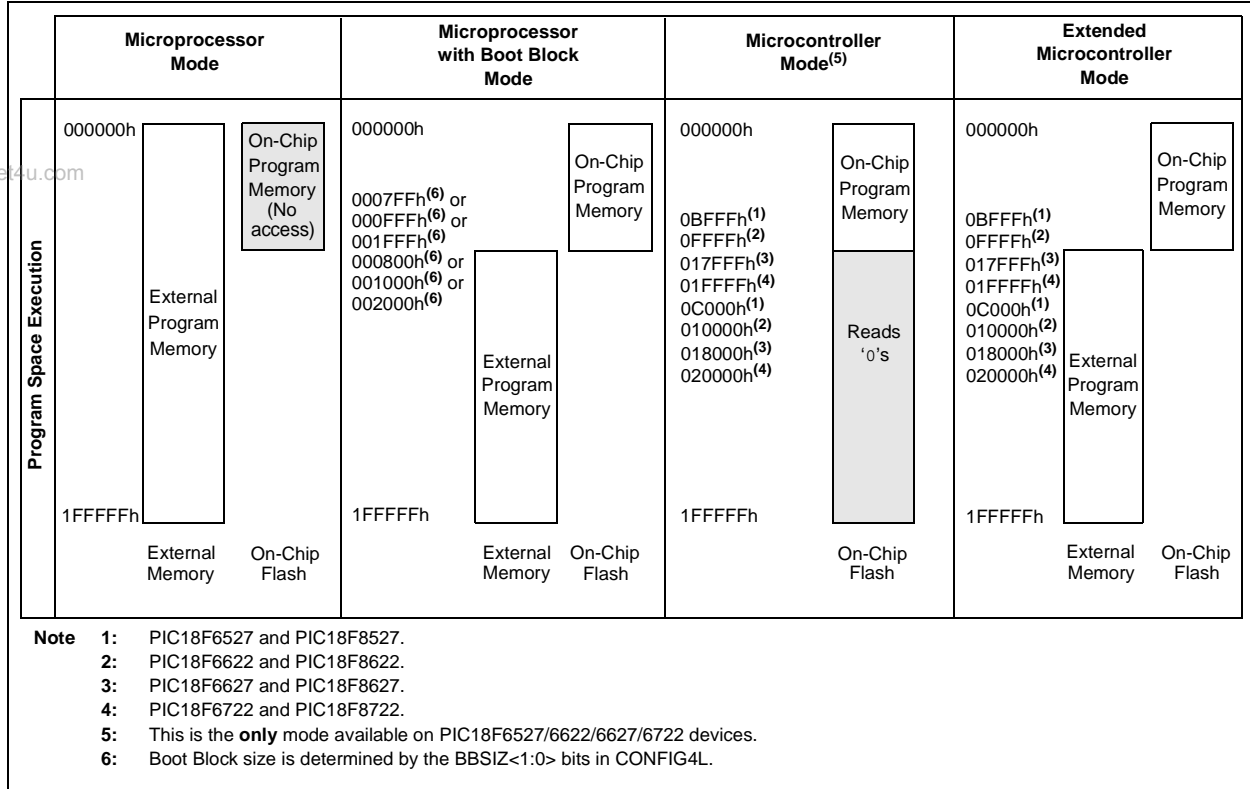 Microprocessor
Mode
Microprocessor
with Boot Block
Mode
Microcontroller
Mode(5)
Extended
Microcontroller
Mode
et4u.com
Program Space Execution
000000h
External
Program
Memory
1FFFFFh
On-Chip
Program
Memory
(No
access)
External
Memory
On-Chip
Flash
000000h
0007FFh(6) or
000FFFh(6) or
001FFFh(6)
000800h(6) or
001000h(6) or
002000h(6)
1FFFFFh
On-Chip
Program
Memory
External
Program
Memory
External
Memory
On-Chip
Flash
000000h
0BFFFh(1)
0FFFFh(2)
017FFFh(3)
01FFFFh(4)
0C000h(1)
010000h(2)
018000h(3)
020000h(4)
1FFFFFh
On-Chip
Program
Memory
Reads
‘0’s
On-Chip
Flash
000000h
0BFFFh(1)
0FFFFh(2)
017FFFh(3)
01FFFFh(4)
0C000h(1)
010000h(2)
018000h(3)
020000h(4)
1FFFFFh
On-Chip
Program
Memory
External
Program
Memory
External
Memory
On-Chip
Flash
Note 1: PIC18F6527 and PIC18F8527.
2: PIC18F6622 and PIC18F8622.
3: PIC18F6627 and PIC18F8627.
4: PIC18F6722 and PIC18F8722.
5: This is the only mode available on PIC18F6527/6622/6627/6722 devices.
6: Boot Block size is determined by the BBSIZ<1:0> bits in CONFIG4L.